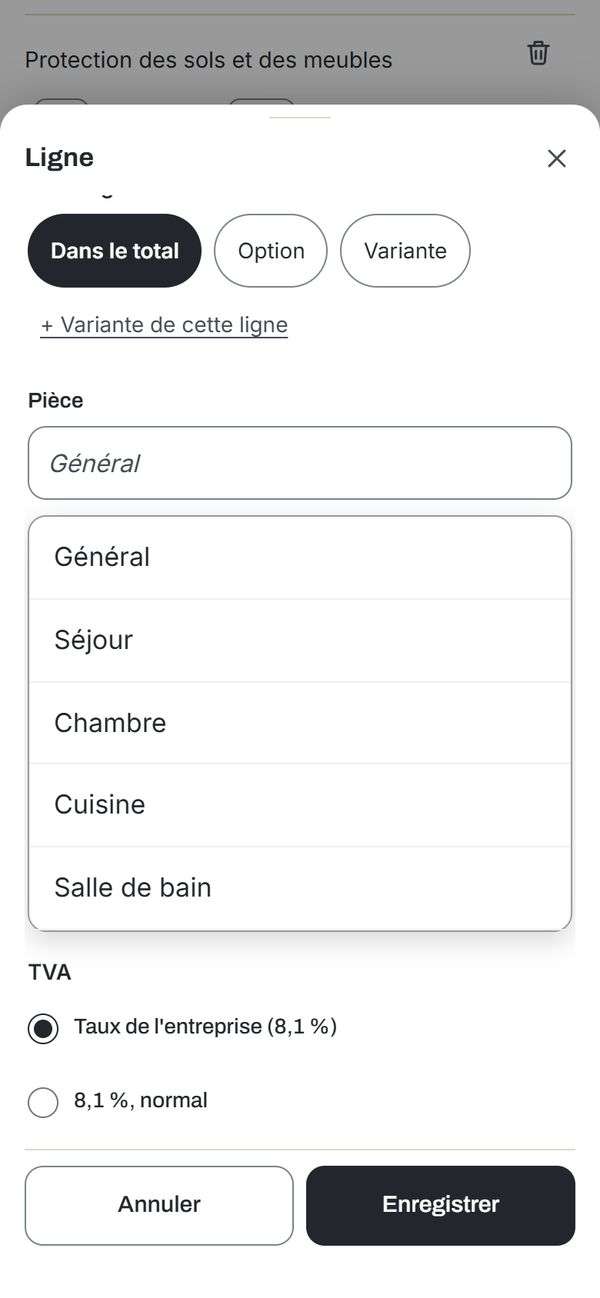 Protection des sols et des meubles
Ligne
Dans le total
Option
Variante
+ Variante de cette ligne
Pièce
Général
Général
Séjour
Chambre
Cuisine
Salle de bain
TVA
Taux de l'entreprise (8,1 %)
8,1 %, normal
Annuler
Enregistrer